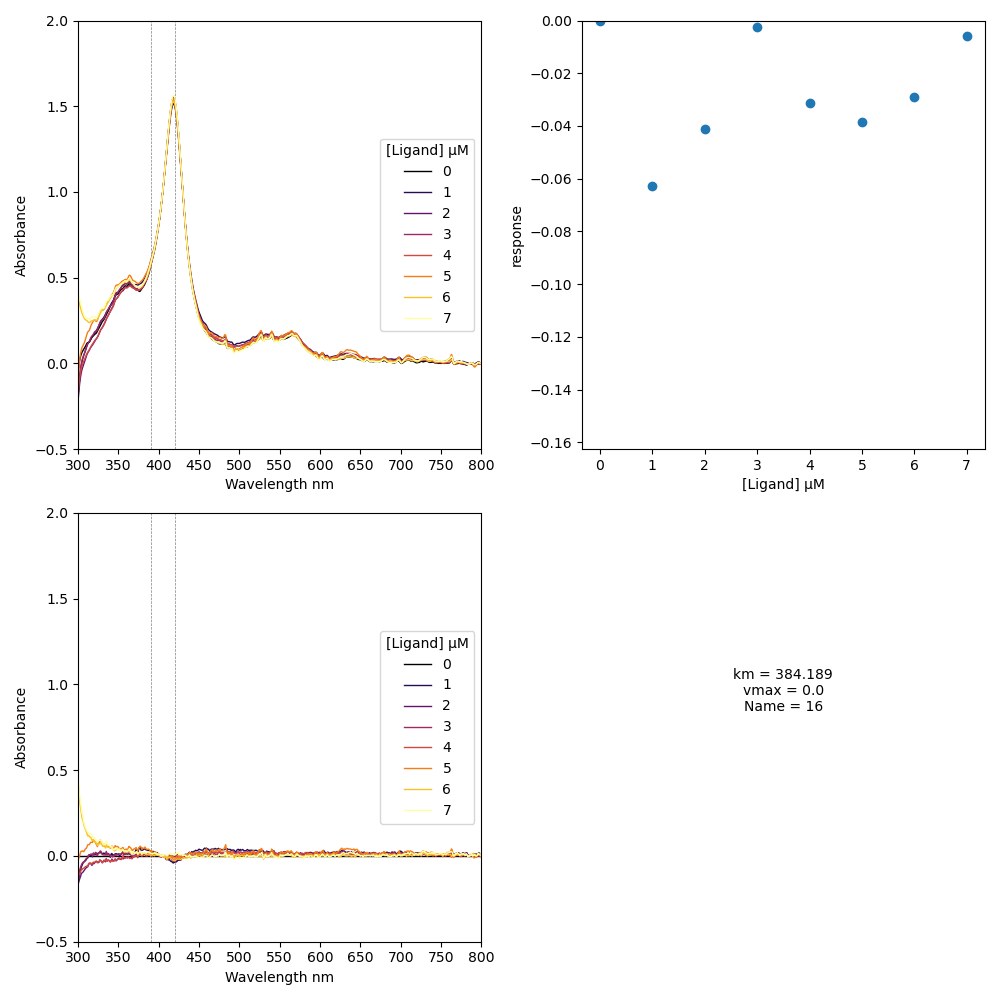 2.0
1.5
1.0
0.5
0.0
−0.5
Absorbance
300 350 400 450 500 550 600 650 700 750 800
Wavelength nm
[Ligand] µM
0
1
2
3
4
5
6
7
0.00
−0.02
−0.04
−0.06
−0.08
−0.10
−0.12
−0.14
−0.16
response
0 1 2 3 4 5 6 7
[Ligand] µM
2.0
1.5
1.0
0.5
0.0
−0.5
Absorbance
300 350 400 450 500 550 600 650 700 750 800
Wavelength nm
[Ligand] µM
0
1
2
3
4
5
6
7
km = 384.189
vmax = 0.0
Name = 16